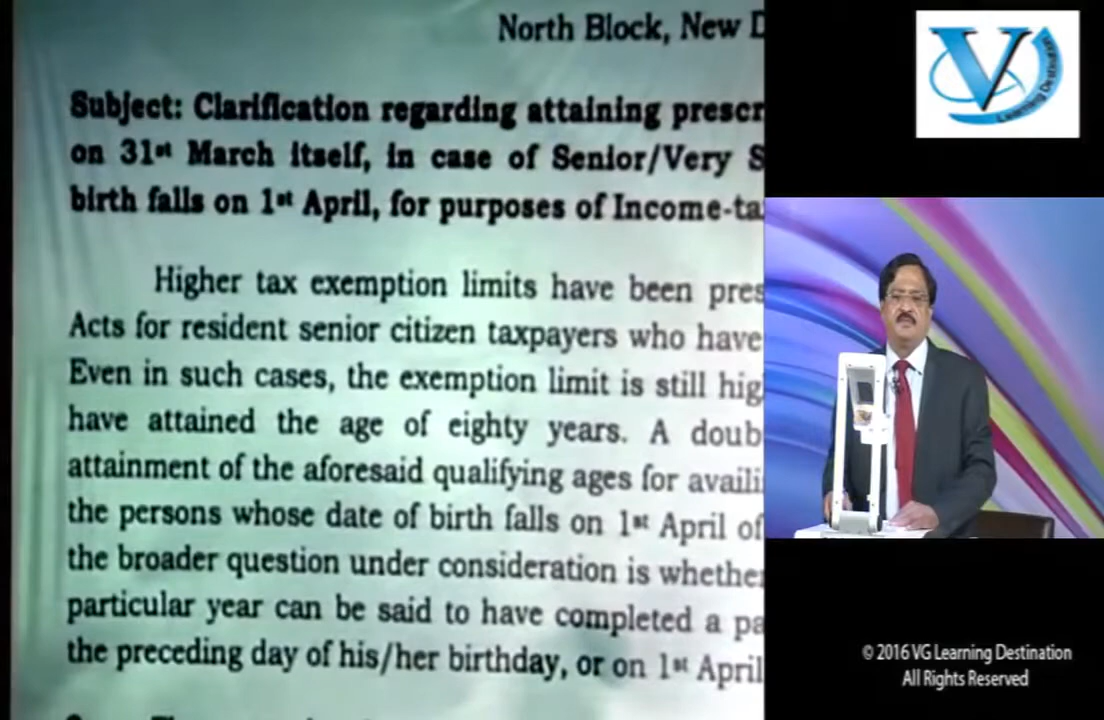 North Block, New D
Subject: Clarification regarding attaining prescr
on 31st March itself, in case of Senior/Very S
birth falls on 1st April, for purposes of Income-ta
Higher tax exemption limits have been pres
Acts for resident senior citizen taxpayers who have
Even in such cases, the exemption limit is still hig
have attained the age of eighty years. A doub
attainment of the aforesaid qualifying ages for availi
the persons whose date of birth falls on 1st April of
the broader question under consideration is whether
particular year can be said to have completed a pa
the preceding day of his/her birthday, or on 1st April
V
Learning Destination
© 2016 VG Learning Destination
All Rights Reserved